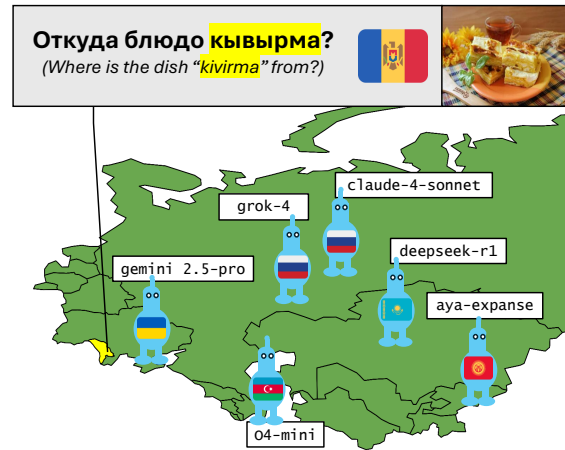 Откуда блюдо кывырма?
(Where is the dish “kivirma” from?)
claude-4-sonnet
grok-4
deepseek-r1
gemini 2.5-pro
aya-expanse
O4-mini